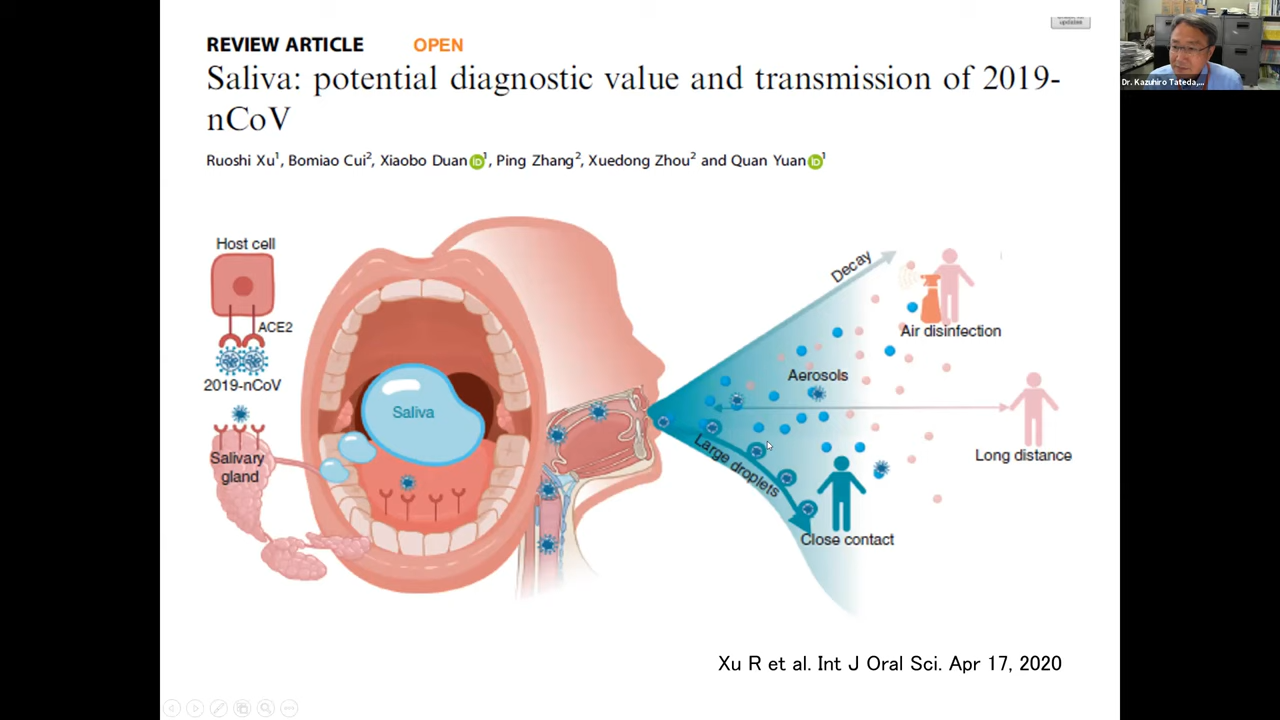 updates
REVIEW ARTICLE OPEN
Saliva: potential diagnostic value and transmission of 2019-
nCoV
Ruoshi Xu1, Bomiao Cui2, Xiaobo Duan iD 1, Ping Zhang2, Xuedong Zhou2 and Quan Yuan iD 1
Dr. Kazuhiro Tateda,...
Host cell
ACE2
2019-nCoV
Salivary
gland
Saliva
Decay
Air disinfection
Aerosols
Large droplets
Long distance
Close contact
Xu R et al. Int J Oral Sci. Apr 17, 2020